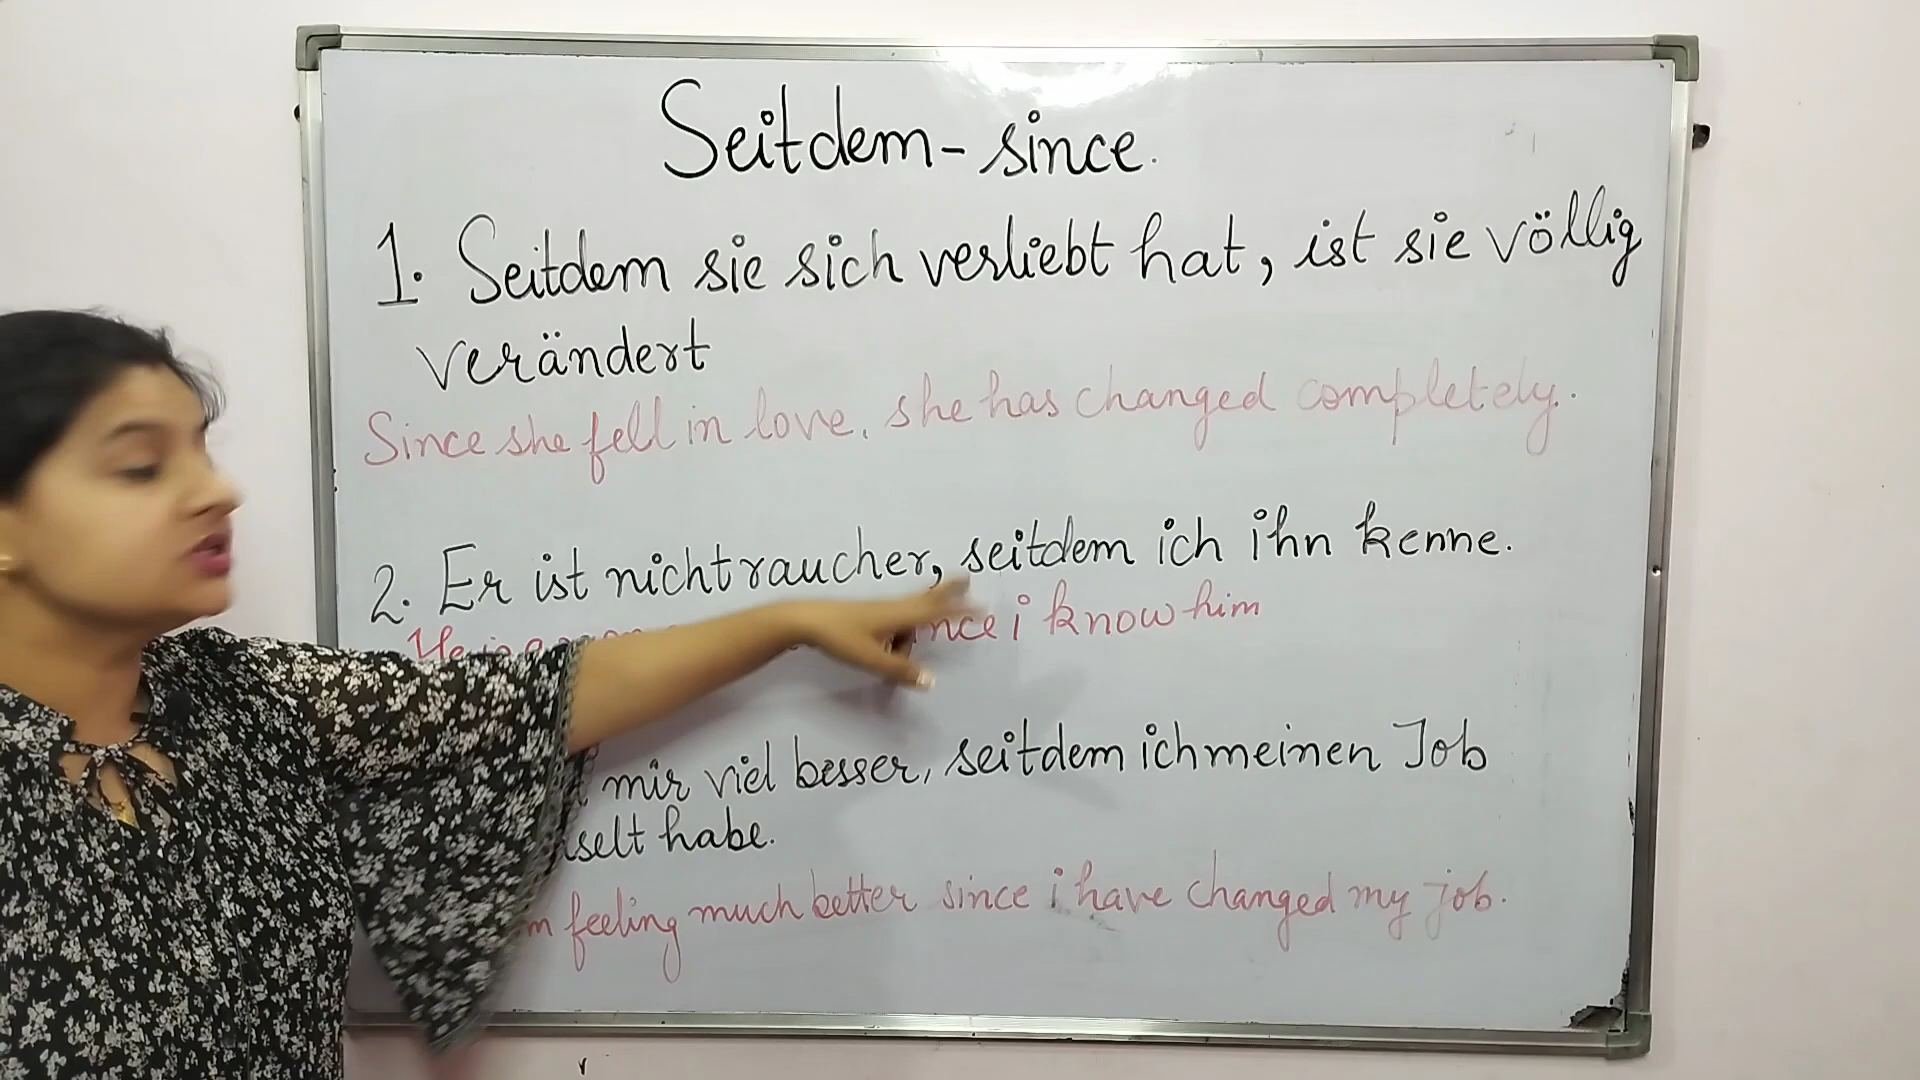 Seitdem - since.
1. Seitdem sie sich verliebt hat, ist sie völlig
verändert
Since she fell in love, she has changed completely.
2. Er ist nichtraucher, seitdem ich ihn kenne.
He is a i know him
mir viel besser, seitdem ich meinen Job
habe.
feeling much better since i have changed my job.